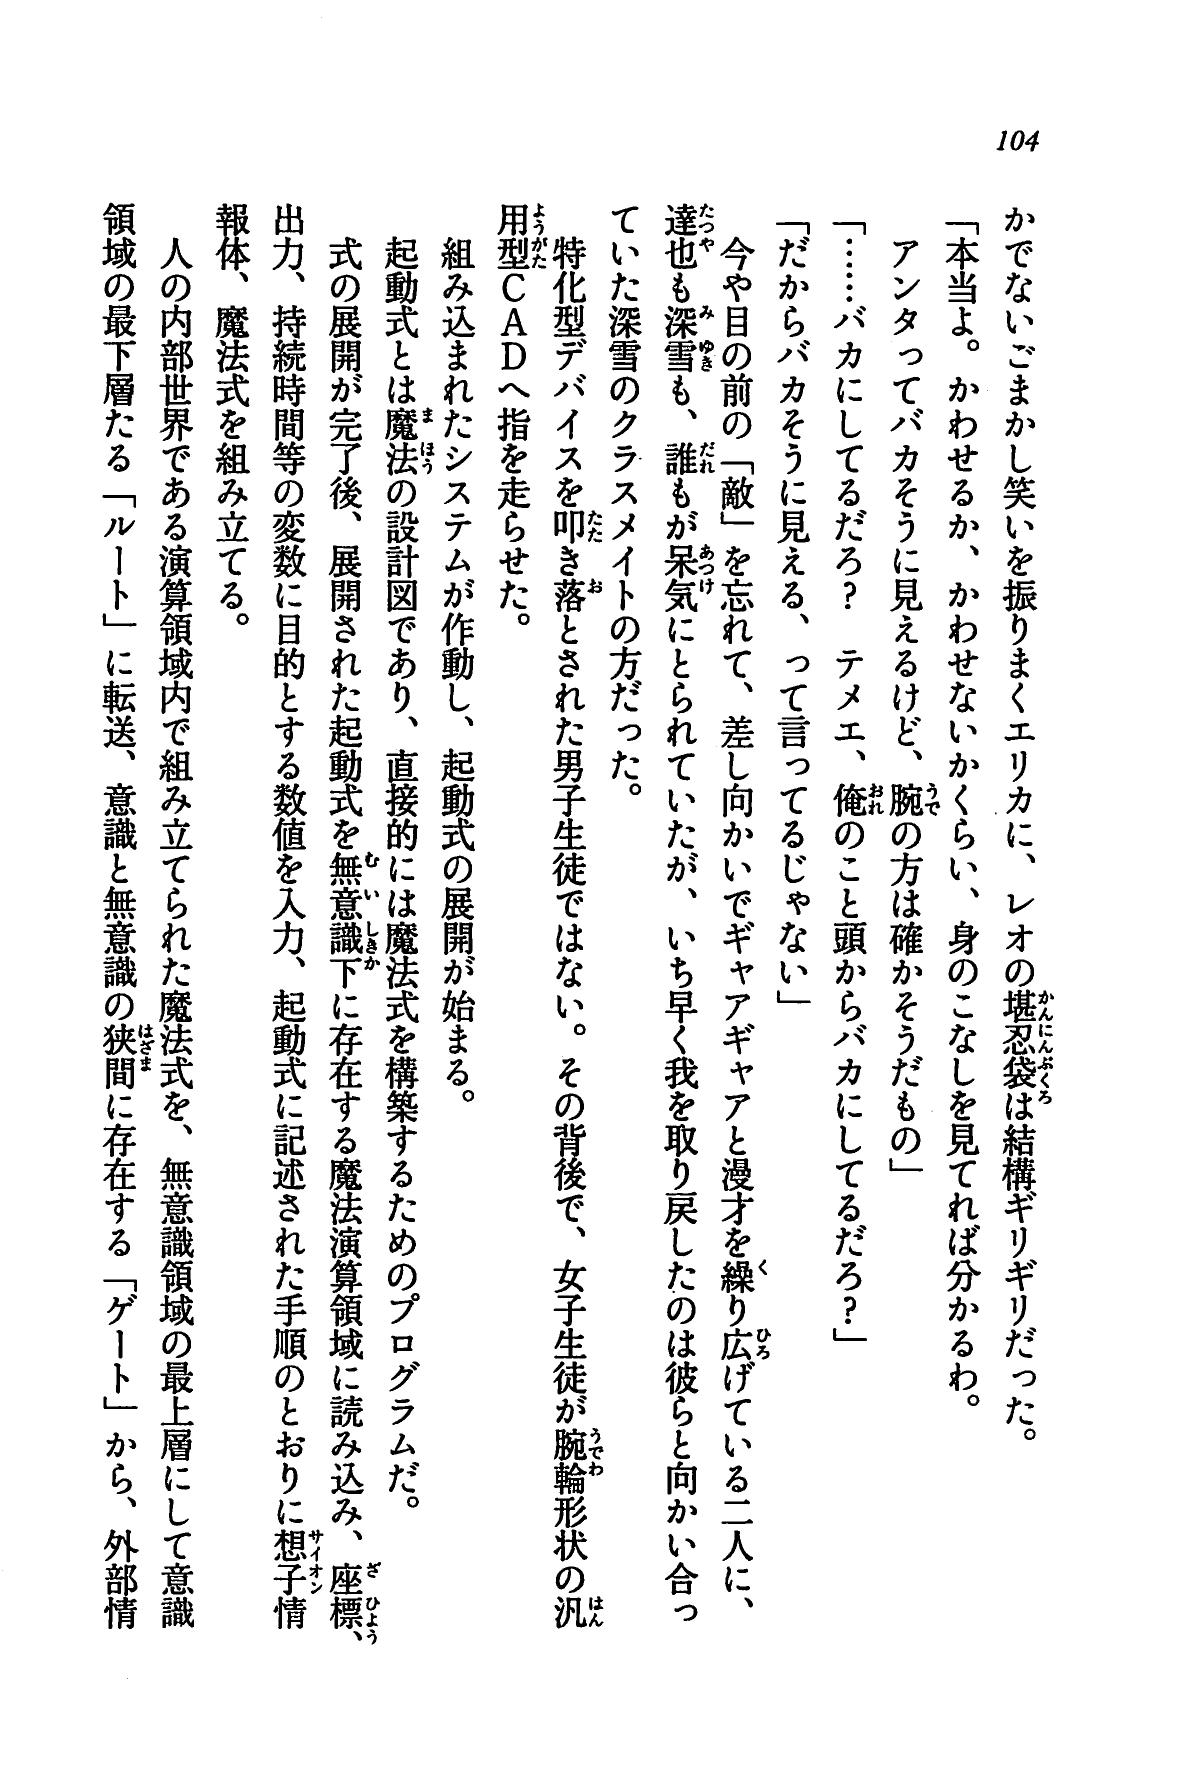 104
かでないごまかし笑いを振りまくエリカに、レオの堪忍袋は結構ギリギリだった。
「本当よ。かわせるか、かわせないかくらい、身のこなしを見てれば分かるわ。
アンタってバカそうに見えるけど、腕の方は確かそうだもの」
「……バカにしてるだろ？　テメエ、俺のこと頭からバカにしてるだろ？」
「だからバカそうに見える、って言ってるじゃない」
今や目の前の「敵」を忘れて、差し向かいでギャアギャアと漫才を繰り広げている二人に、
達也も深雪も、誰もが呆気にとられていたが、いち早く我を取り戻したのは彼らと向かい合っ
ていた深雪のクラスメイトの方だった。
特化型デバイスを叩き落とされた男子生徒ではない。その背後で、女子生徒が腕輪形状の汎
用型ＣＡＤへ指を走らせた。
組み込まれたシステムが作動し、起動式の展開が始まる。
起動式とは魔法の設計図であり、直接的には魔法式を構築するためのプログラムだ。
式の展開が完了後、展開された起動式を無意識下に存在する魔法演算領域に読み込み、座標、
出力、持続時間等の変数に目的とする数値を入力、起動式に記述された手順のとおりに想子情
報体、魔法式を組み立てる。
人の内部世界である演算領域内で組み立てられた魔法式を、無意識領域の最上層にして意識
領域の最下層たる「ルート」に転送、意識と無意識の狭間に存在する「ゲート」から、外部情